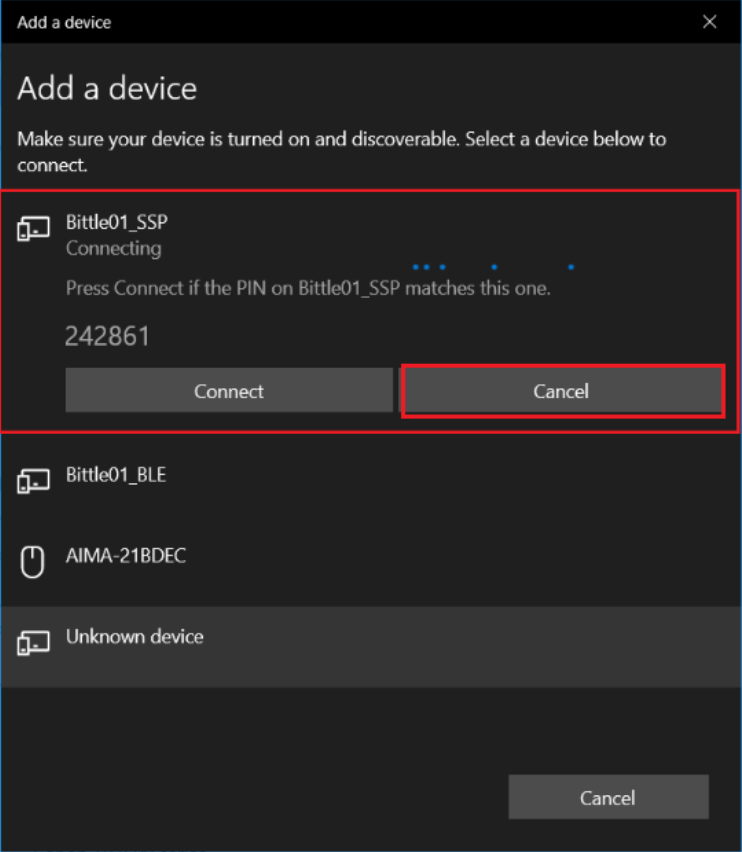 Add a device
Add a device
Make sure your device is turned on and discoverable. Select a device below to
connect.
Bittle01_SSP
Connecting
Press Connect if the PIN on Bittle01_SSP matches this one.
242861
Connect
Cancel
Bittle01_BLE
AIMA-21BDEC
Unknown device
Cancel